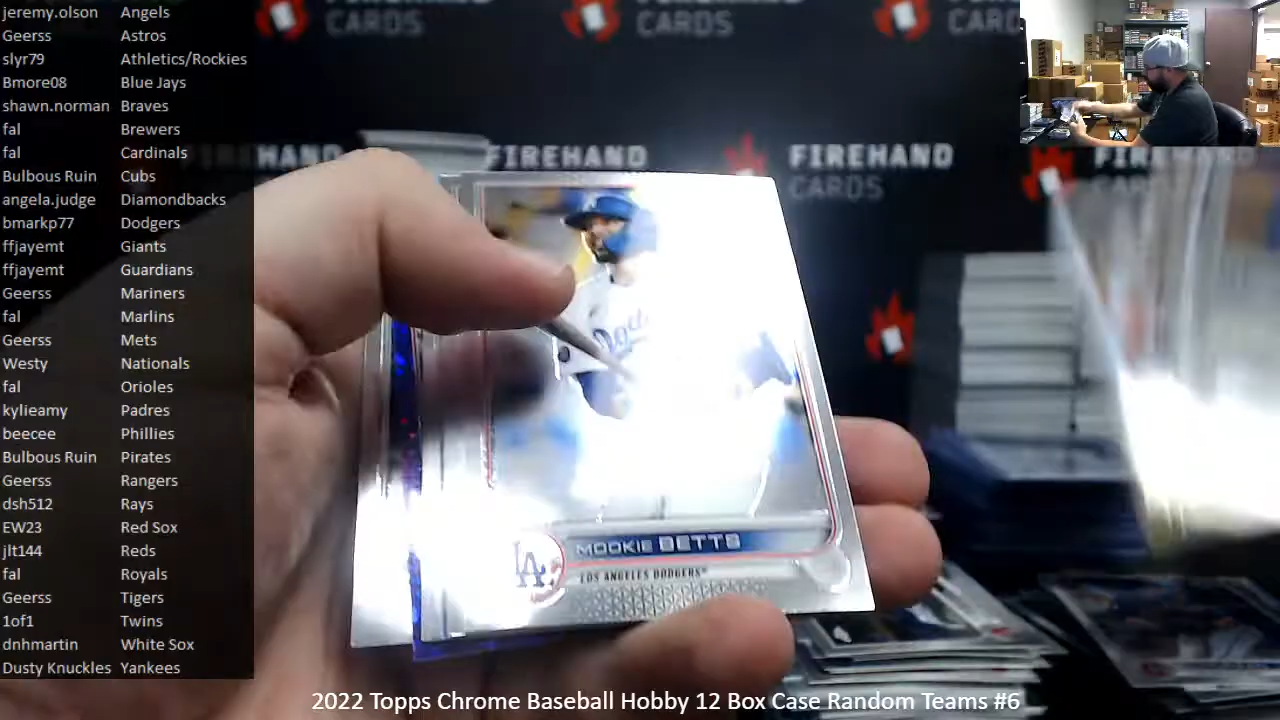 jeremy.olson Angels
Geerss Astros
slyr79 Athletics/Rockies
Bmore08 Blue Jays
shawn.norman Braves
fal Brewers
fal Cardinals
Bulbous Ruin Cubs
angela.judge Diamondbacks
bmarkp77 Dodgers
ffjayemt Giants
ffjayemt Guardians
Geerss Mariners
fal Marlins
Geerss Mets
Westy Nationals
fal Orioles
kylieamy Padres
beecee Phillies
Bulbous Ruin Pirates
Geerss Rangers
dsh512 Rays
EW23 Red Sox
jlt144 Reds
fal Royals
Geerss Tigers
1of1 Twins
dnhmartin White Sox
Dusty Knuckles Yankees
CARDS
CARDS
FIREHAND
FIREHAND
CARDS
LA
MOOKIE BETTS
LOS ANGELES DODGERS
2022 Topps Chrome Baseball Hobby 12 Box Case Random Teams #6